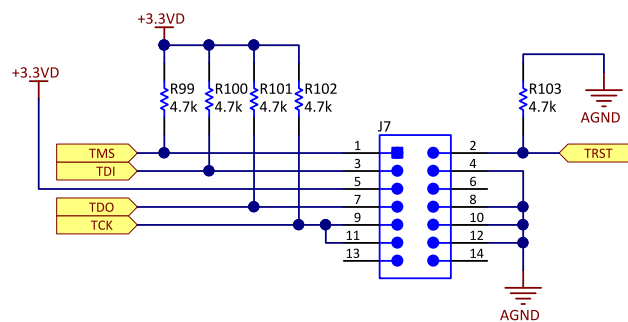 +3.3VD
+3.3VD
R99
4.7k
R100
4.7k
R101
4.7k
R102
4.7k
R103
4.7k
AGND
J7
TMS
1
2
TRST
TDI
3
4
5
6
TDO
7
8
TCK
9
10
11
12
13
14
AGND